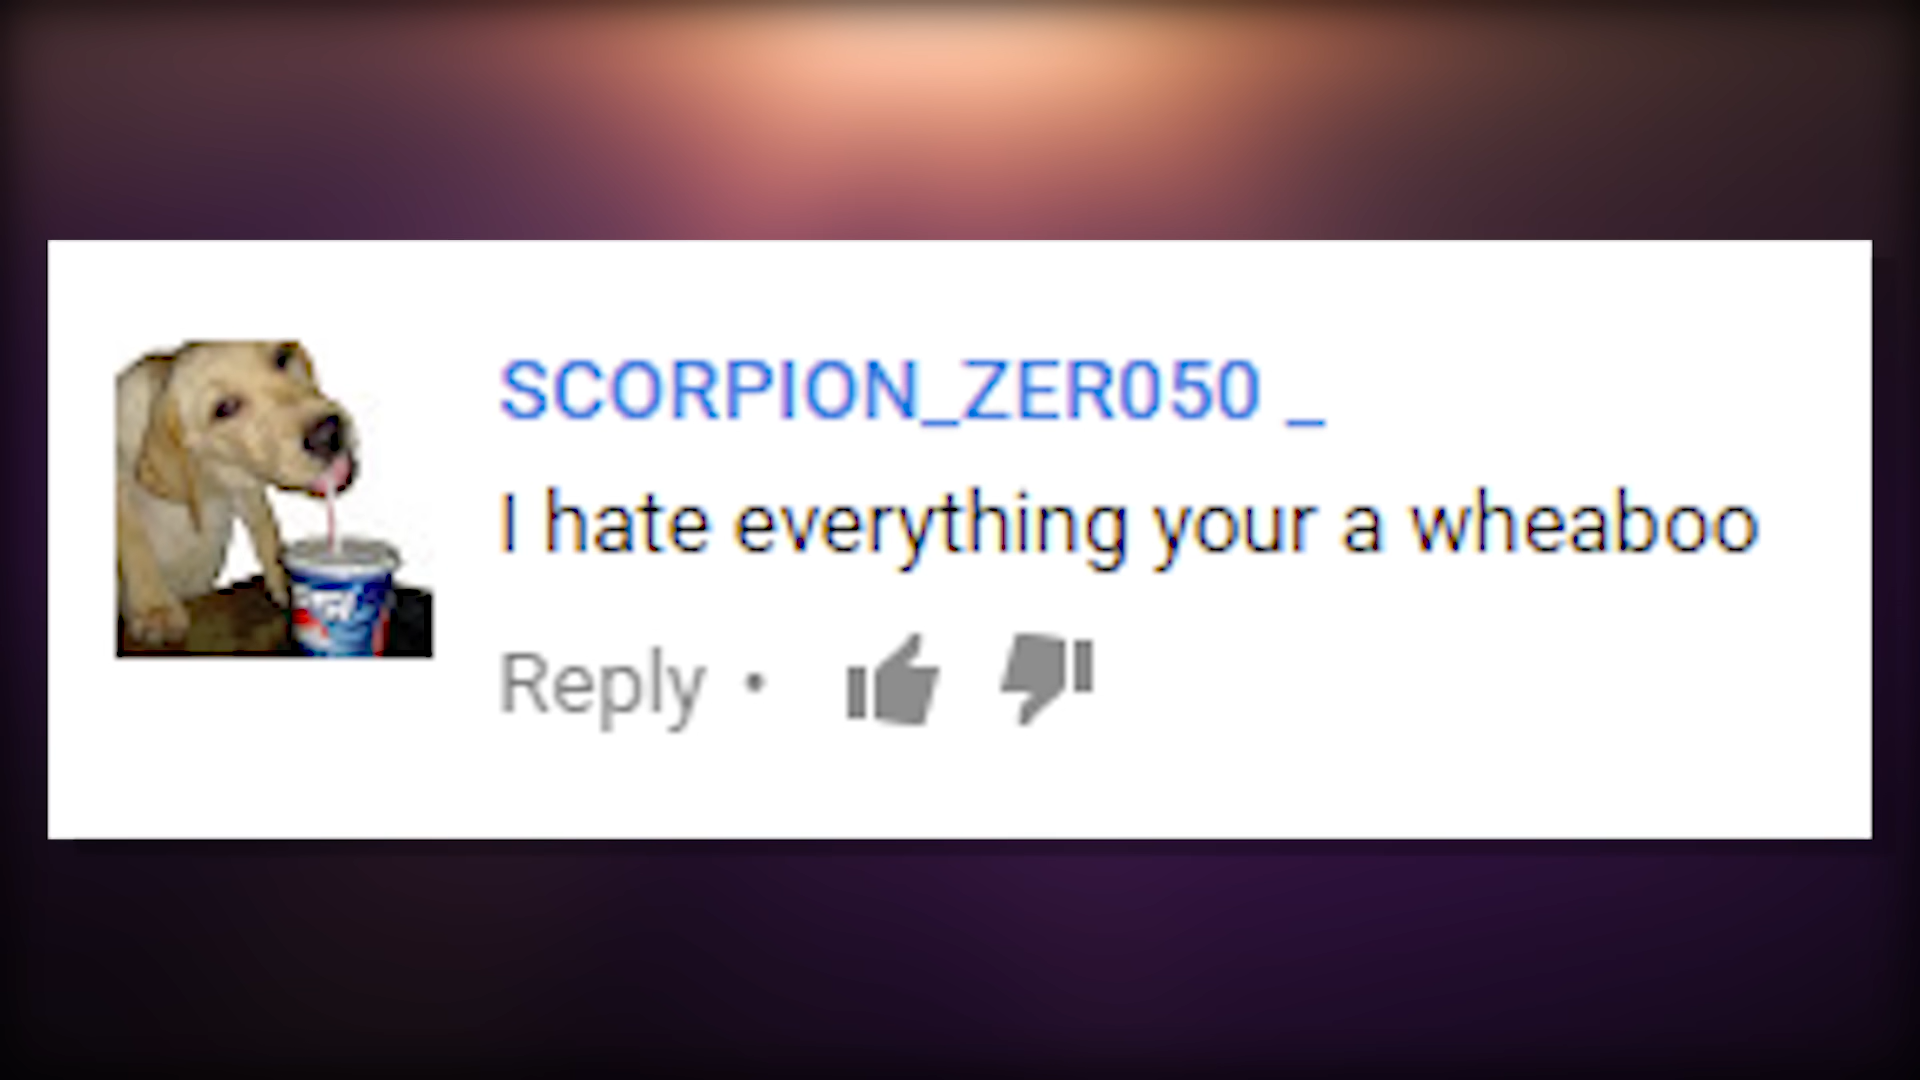 SCORPION_ZER050 _
I hate everything your a wheaboo
Reply •